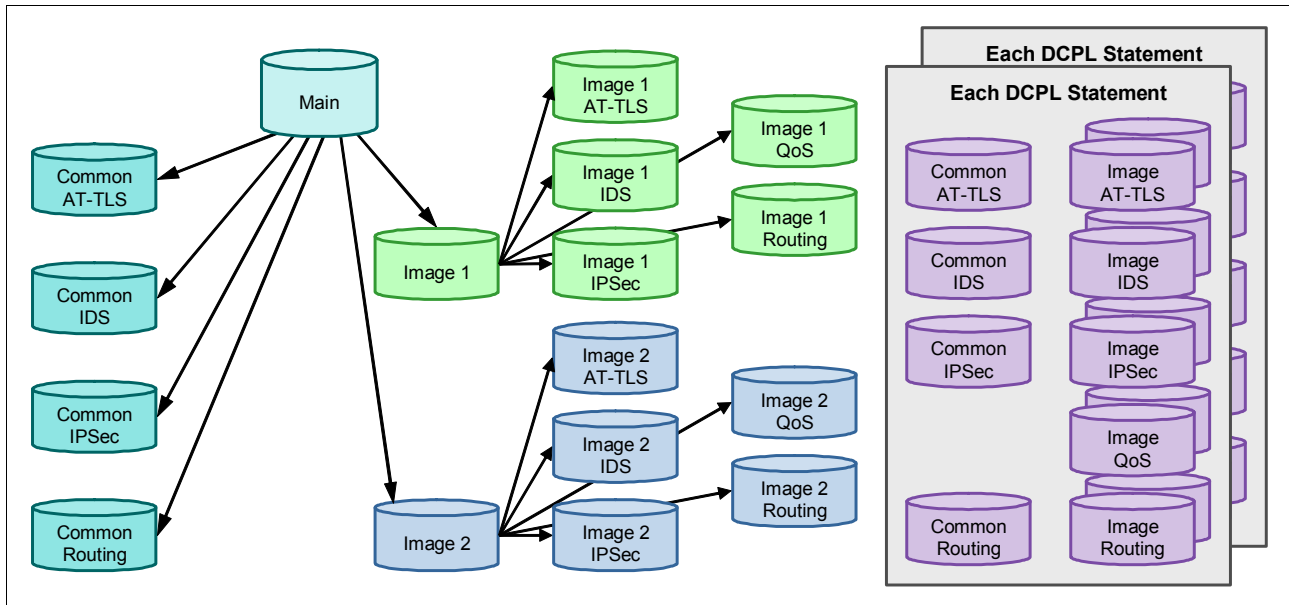 Main
Common
AT-TLS
Common
IDS
Common
IPSec
Common
Routing
Image 1
Image 1
AT-TLS
Image 1
IDS
Image 1
IPSec
Image 1
QoS
Image 1
Routing
Image 2
Image 2
AT-TLS
Image 2
IDS
Image 2
IPSec
Image 2
QoS
Image 2
Routing
Each DCPL Statement
Each DCPL Statement
Common
AT-TLS
Common
IDS
Common
IPSec
Common
Routing
Image
AT-TLS
Image
IDS
Image
IPSec
Image
QoS
Image
Routing